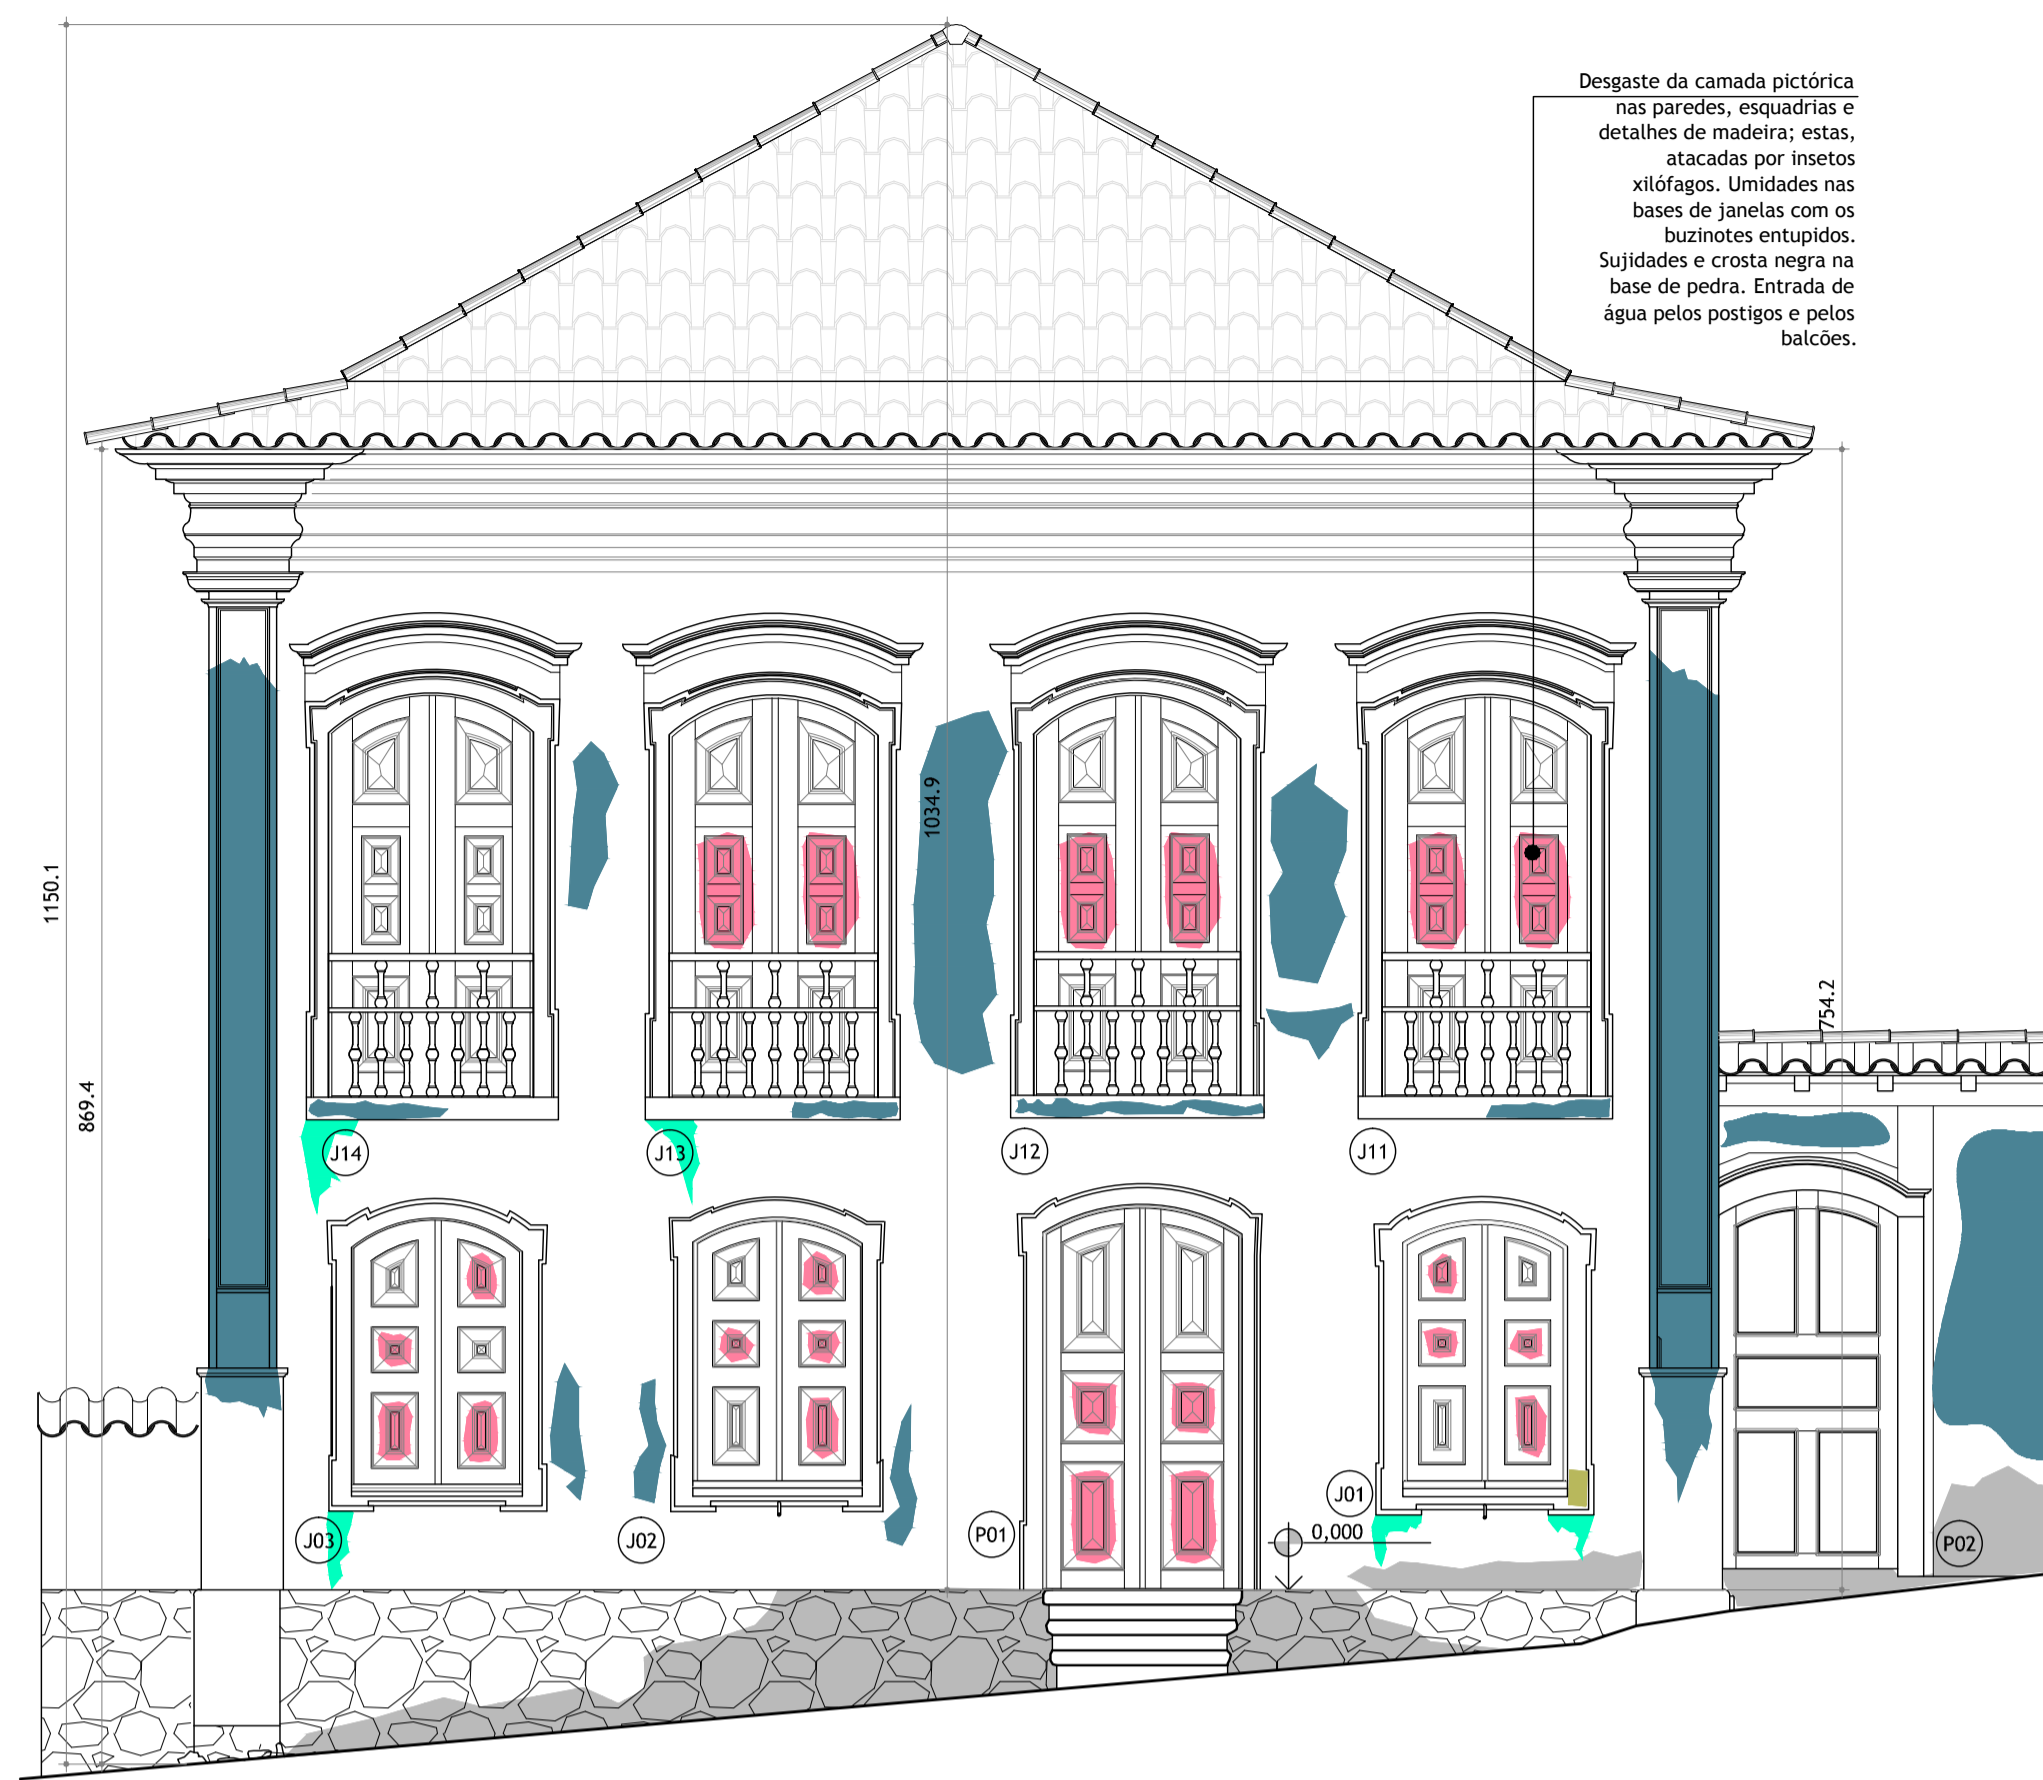 Desgaste da camada pictórica
nas paredes, esquadrias e
detalhes de madeira; estas,
atacadas por insetos
xilófagos. Umidades nas
bases de janelas com os
buzinotes entupidos.
Sujidades e crosta negra na
base de pedra. Entrada de
água pelos postigos e pelos
balcões.
1034.9
1150.1
754.2
869.4
J14
J13
J12
J11
J01
J03
J02
P01
0,000
P02